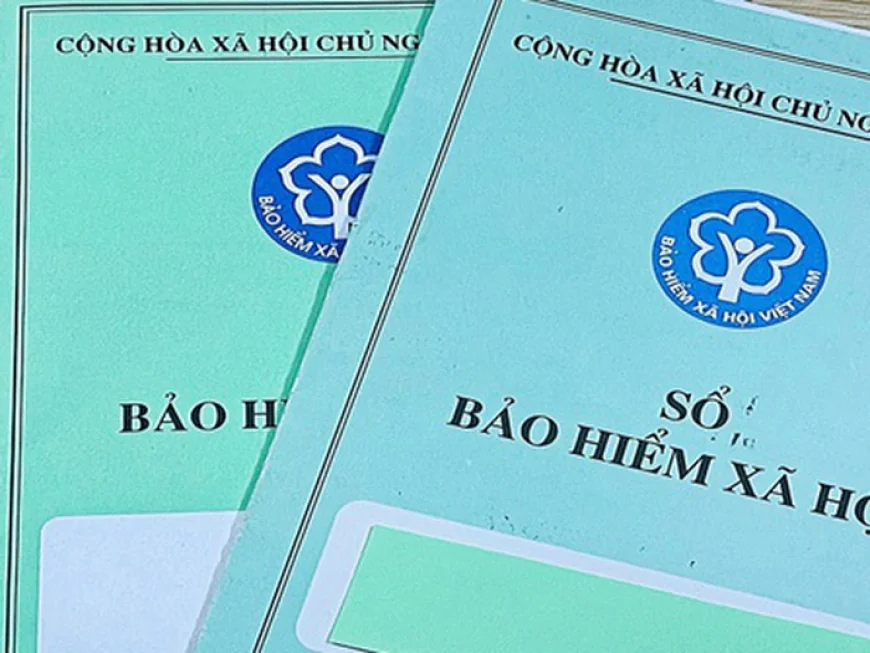 CỘNG HÒA XÃ HỘI CHỦ NG
BẢO HIỂM XÃ
BẢO H
CỘNG HÒA XÃ HỘI CHỦ NG
BẢO HIỂM XÃ HỘI VIỆT NAM
SỔ
BẢO HIỂM XÃ HỘ